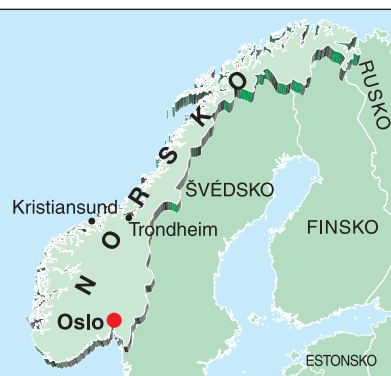 NORSKO
RUSKO
ŠVÉDSKO
Kristiansund
Trondheim
FINSKO
Oslo
ESTONSKO